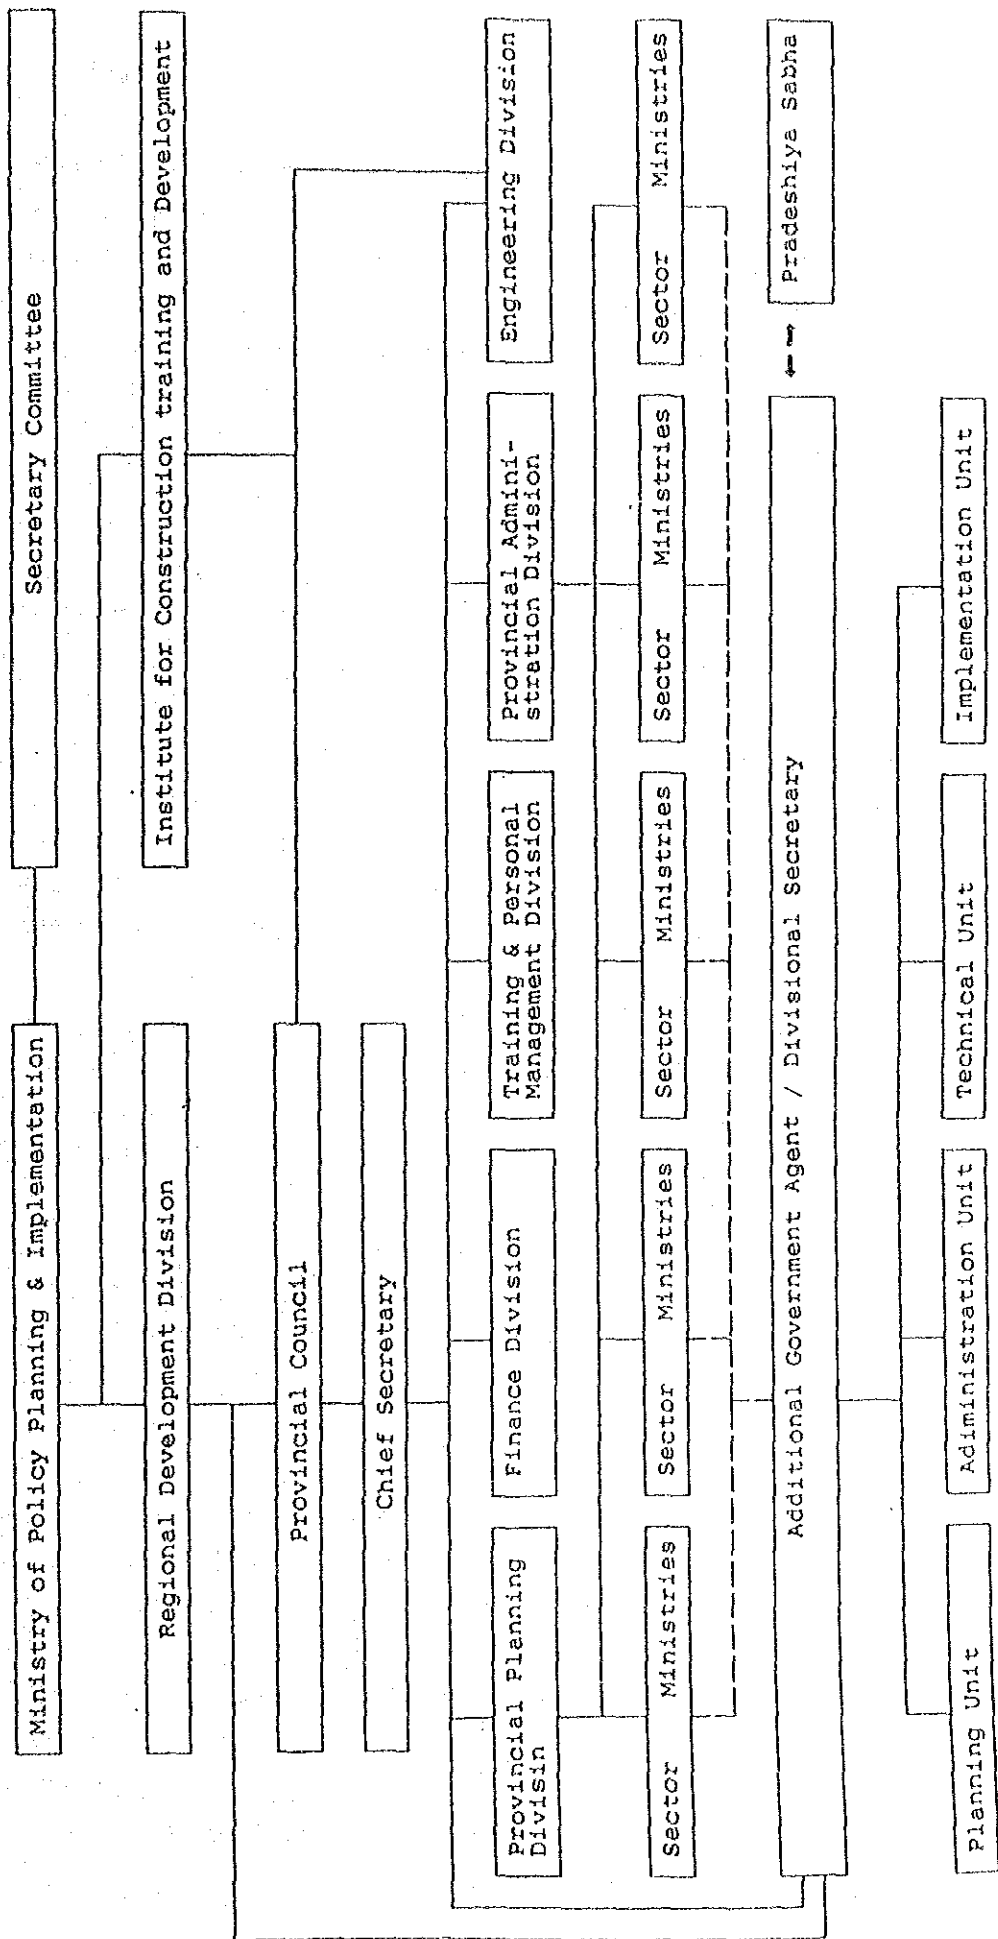 Ministry of Policy Planning & Implementation
Secretary Committee
Regional Development Division
Institute for Construction training and Development
Provincial Council
Chief Secretary
Provincial Planning
Divisin
Finance Division
Training & Personal
Management Division
Provincial Admini-
stration Division
Engineering Division
Sector Ministries
Sector Ministries
Sector Ministries
Sector Ministries
Sector Ministries
Additional Government Agent / Divisional Secretary
Pradeshiya Sabha
Planning Unit
Adiministration Unit
Technical Unit
Implementation Unit